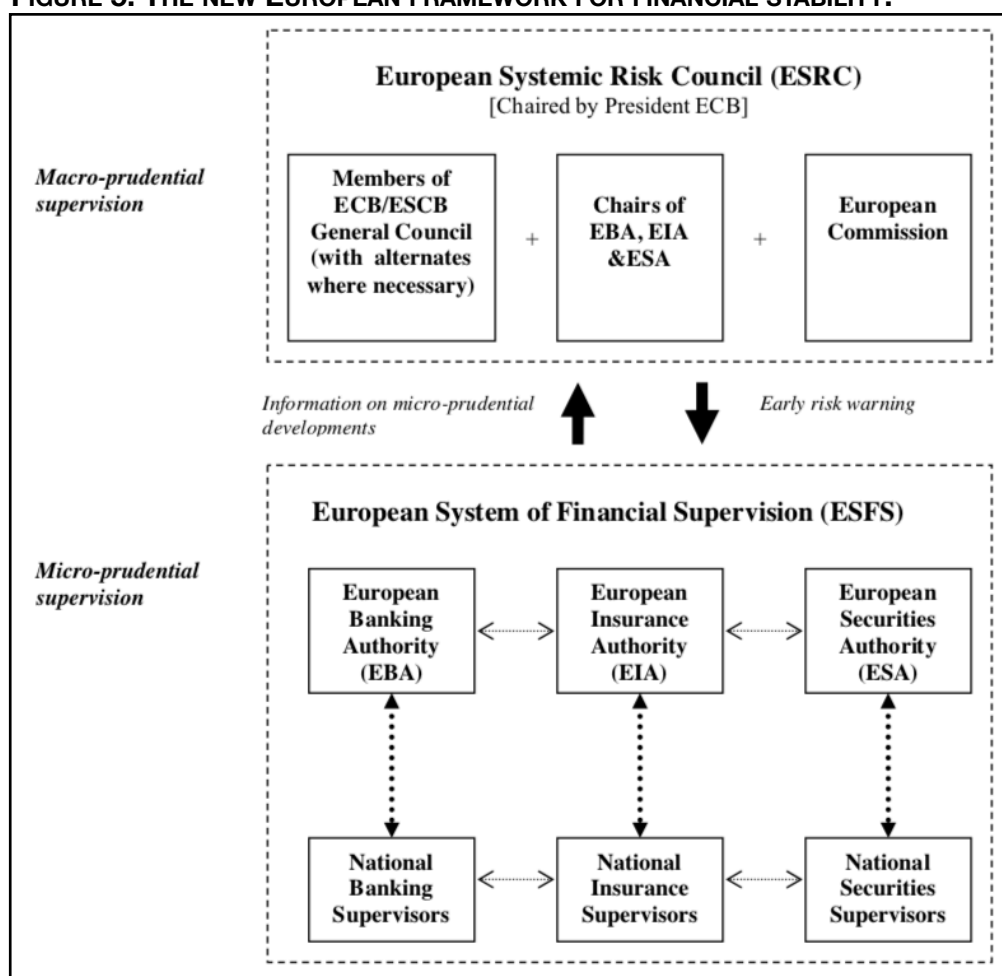 FIGURE 3. THE NEW EUROPEAN FRAMEWORK FOR FINANCIAL STABILITY.
European Systemic Risk Council (ESRC)
[Chaired by President ECB]
Macro-prudential
supervision
Members of
ECB/ESCB
General Council
(with alternates
where necessary)
+
Chairs of
EBA, EIA
&ESA
+
European
Commission
Information on micro-prudential
developments
Early risk warning
European System of Financial Supervision (ESFS)
Micro-prudential
supervision
European
Banking
Authority
(EBA)
European
Insurance
Authority
(EIA)
European
Securities
Authority
(ESA)
National
Banking
Supervisors
National
Insurance
Supervisors
National
Securities
Supervisors